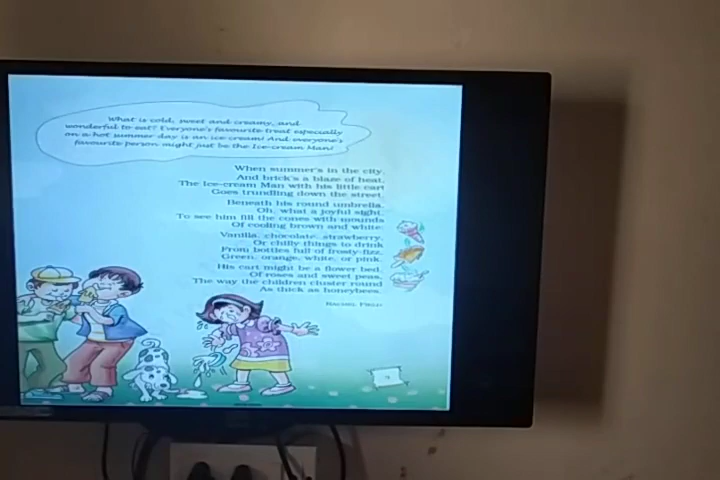 What is cold, sweet and creamy, and
wonderful to eat? Everyone's favourite treat especially
on a hot summer day is an ice cream! And everyone's
favourite person might just be the Ice-cream Man!
When summer's in the city,
And brick's a blaze of heat,
The Ice-cream Man with his little cart
Goes trundling down the street.
Beneath his round umbrella,
Oh, what a joyful sight,
To see him fill the cones with mounds
Of cooling brown and white:
Vanilla, chocolate, strawberry,
Or chilly things to drink
From bottles full of frosty-fizz,
Green, orange, white, or pink.
His cart might be a flower bed
Of roses and sweet peas,
The way the children cluster round
As thick as honeybees.